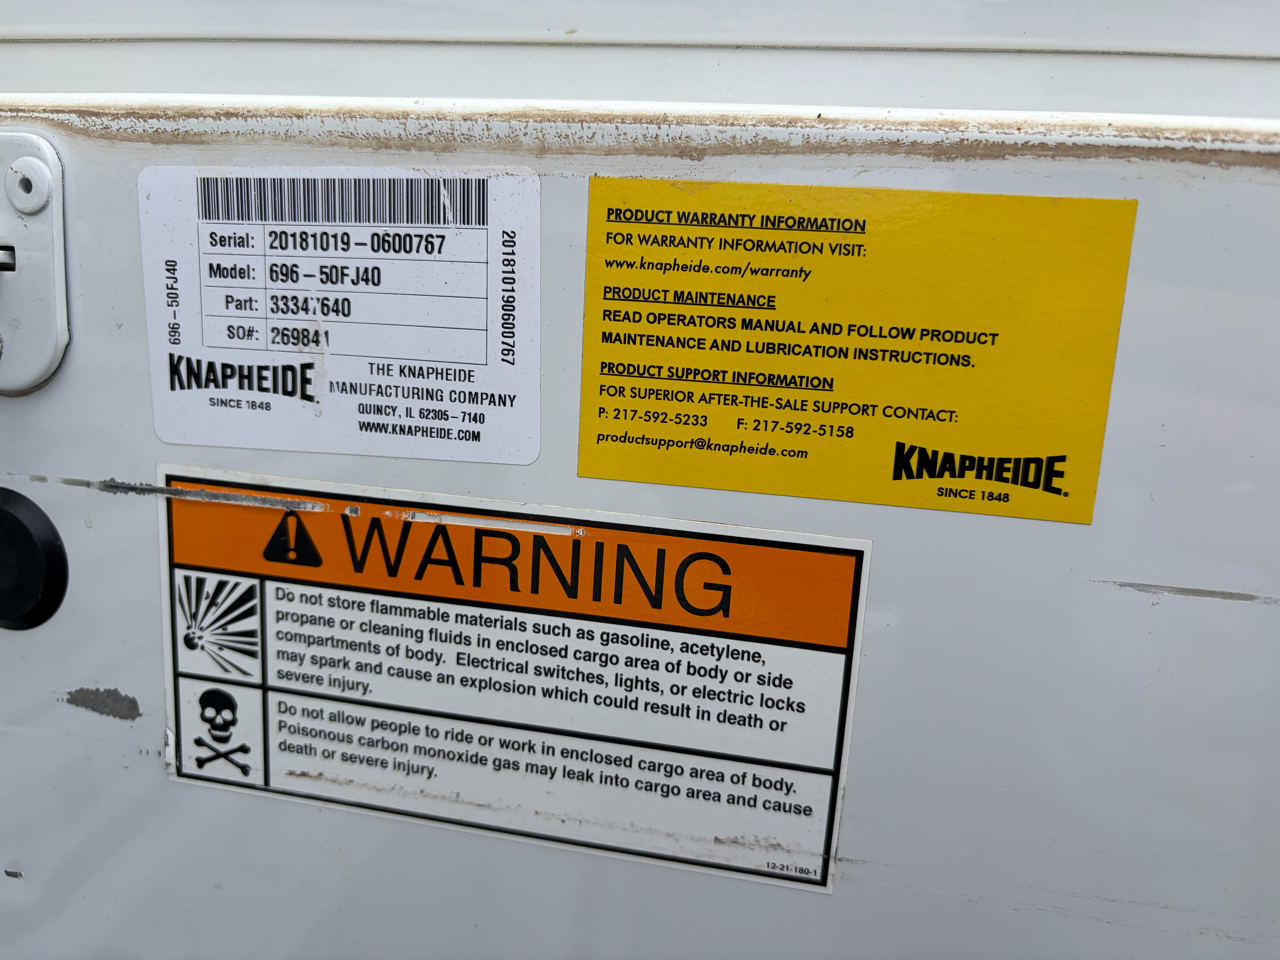 Serial: 20181019-0600767
Model: 696-50FJ40
Part: 33347640
SO#: 269841
696-50FJ40
201810190600767
KNAPHEIDE
SINCE 1848
THE KNAPHEIDE
MANUFACTURING COMPANY
QUINCY, IL 62305-7140
WWW.KNAPHEIDE.COM
PRODUCT WARRANTY INFORMATION
FOR WARRANTY INFORMATION VISIT:
www.knapheide.com/warranty
PRODUCT MAINTENANCE
READ OPERATORS MANUAL AND FOLLOW PRODUCT
MAINTENANCE AND LUBRICATION INSTRUCTIONS.
PRODUCT SUPPORT INFORMATION
FOR SUPERIOR AFTER-THE-SALE SUPPORT CONTACT:
P: 217-592-5233 F: 217-592-5158
productsupport@knapheide.com
KNAPHEIDE
SINCE 1848
WARNING
Do not store flammable materials such as gasoline, acetylene,
propane or cleaning fluids in enclosed cargo area of body or side
compartments of body. Electrical switches, lights, or electric locks
may spark and cause an explosion which could result in death or
severe injury.
Do not allow people to ride or work in enclosed cargo area of body.
Poisonous carbon monoxide gas may leak into cargo area and cause
death or severe injury.
12-21-180-1